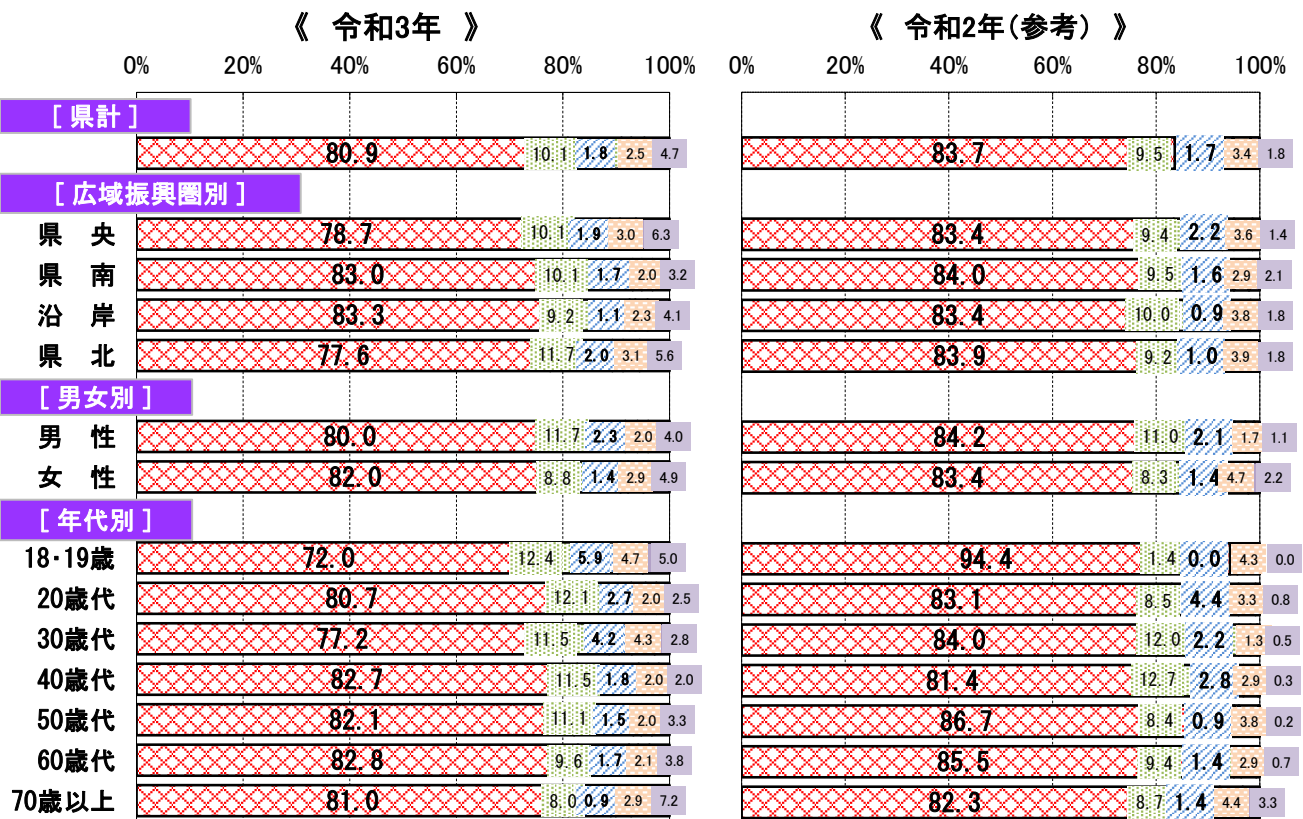 《 令和3年 》 《 令和2年(参考) 》
0% 20% 40% 60% 80% 100% 0% 20% 40% 60% 80% 100%
[ 県計 ]
80.9 10.1 1.8 2.5 4.7 83.7 9.5 1.7 3.4 1.8
[ 広域振興圏別 ]
県 央 78.7 10.1 1.9 3.0 6.3 83.4 9.4 2.2 3.6 1.4
県 南 83.0 10.1 1.7 2.0 3.2 84.0 9.5 1.6 2.9 2.1
沿 岸 83.3 9.2 1.1 2.3 4.1 83.4 10.0 0.9 3.8 1.8
県 北 77.6 11.7 2.0 3.1 5.6 83.9 9.2 1.0 3.9 1.8
[ 男女別 ]
男 性 80.0 11.7 2.3 2.0 4.0 84.2 11.0 2.1 1.7 1.1
女 性 82.0 8.8 1.4 2.9 4.9 83.4 8.3 1.4 4.7 2.2
[ 年代別 ]
18・19歳 72.0 12.4 5.9 4.7 5.0 94.4 1.4 0.0 4.3 0.0
20歳代 80.7 12.1 2.7 2.0 2.5 83.1 8.5 4.4 3.3 0.8
30歳代 77.2 11.5 4.2 4.3 2.8 84.0 12.0 2.2 1.3 0.5
40歳代 82.7 11.5 1.8 2.0 2.0 81.4 12.7 2.8 2.9 0.3
50歳代 82.1 11.1 1.5 2.0 3.3 86.7 8.4 0.9 3.8 0.2
60歳代 82.8 9.6 1.7 2.1 3.8 85.5 9.4 1.4 2.9 0.7
70歳以上 81.0 8.0 0.9 2.9 7.2 82.3 8.7 1.4 4.4 3.3